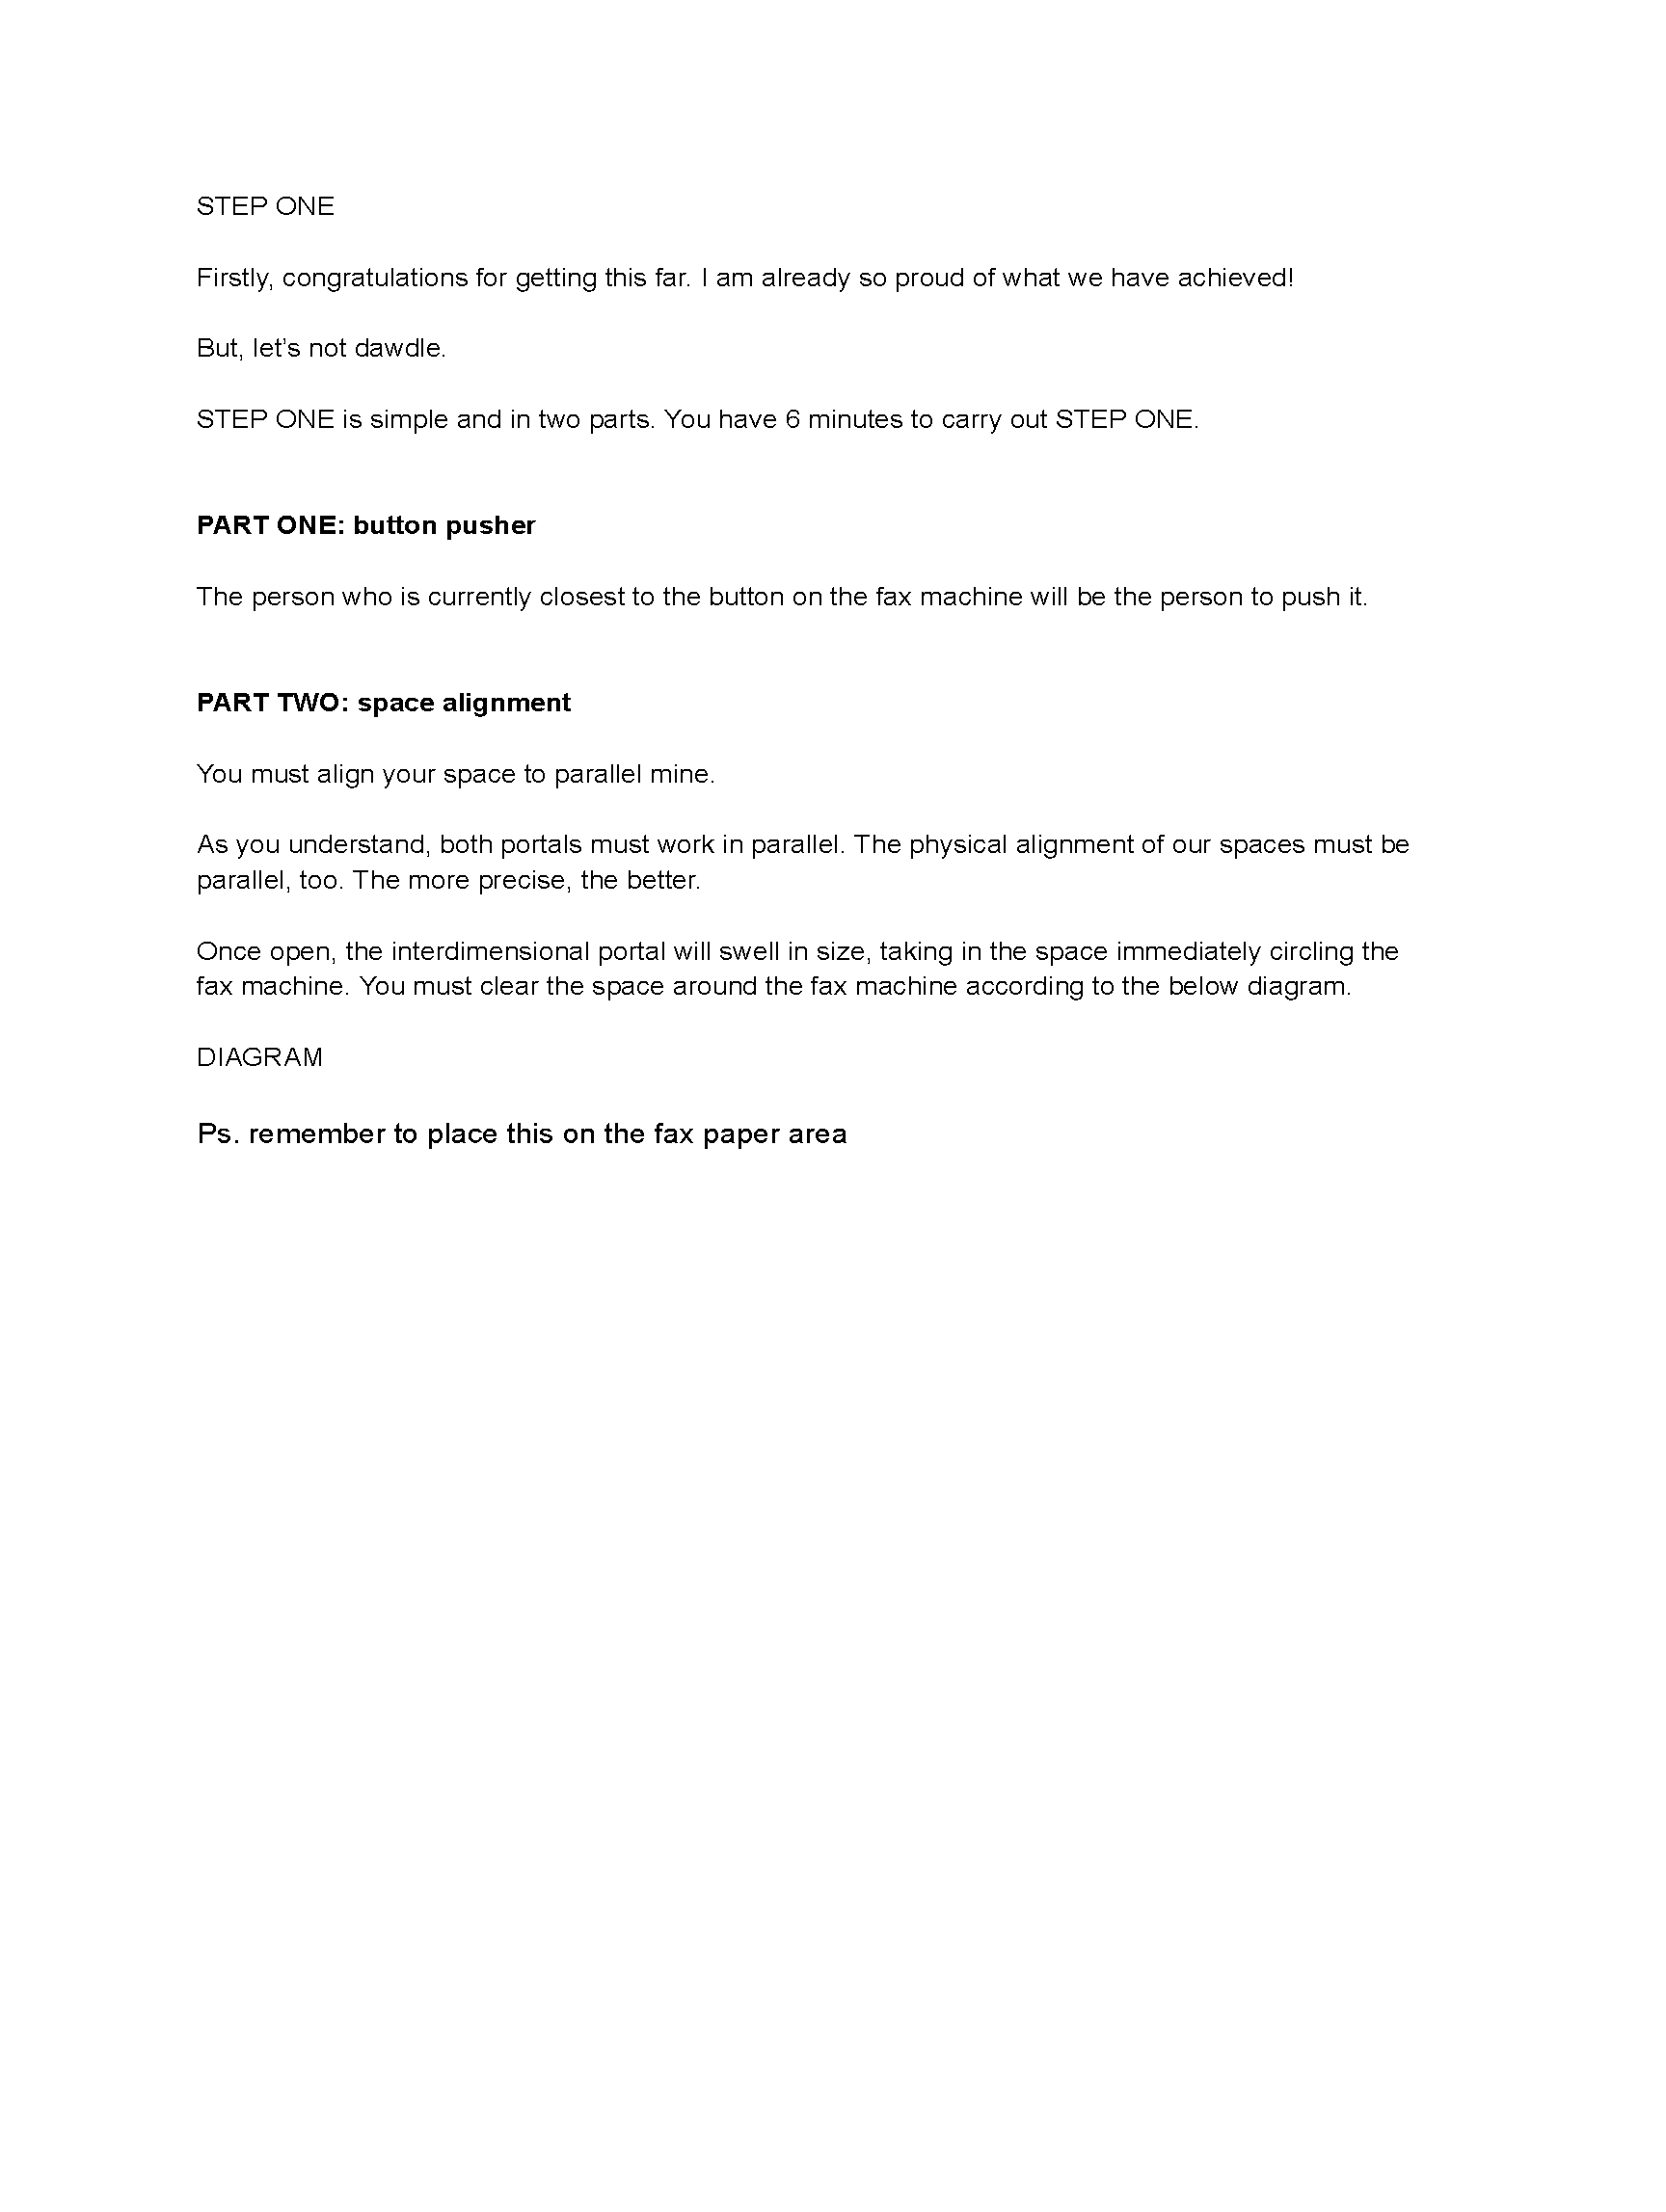 STEP ONE
Firstly, congratulations for getting this far. I am already so proud of what we have achieved!
But, let’s not dawdle.
STEP ONE is simple and in two parts. You have 6 minutes to carry out STEP ONE.
PART ONE: button pusher
The person who is currently closest to the button on the fax machine will be the person to push it.
PART TWO: space alignment
You must align your space to parallel mine.
As you understand, both portals must work in parallel. The physical alignment of our spaces must be
parallel, too. The more precise, the better.
Once open, the interdimensional portal will swell in size, taking in the space immediately circling the
fax machine. You must clear the space around the fax machine according to the below diagram.
DIAGRAM
Ps. remember to place this on the fax paper area